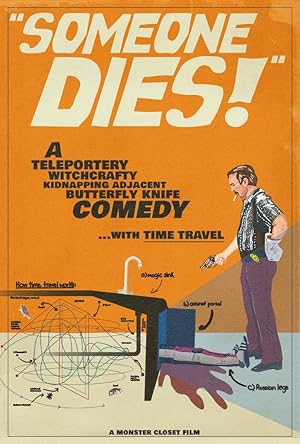 "SOMEONE
DIES!"
A
TELEPORTERY
WITCHCRAFTY
KIDNAPPING ADJACENT
BUTTERFLY KNIFE
COMEDY
...WITH TIME TRAVEL
How time travel works:
a) magic sink
b) cabinet portal
c) Russian legs
A MONSTER CLOSET FILM